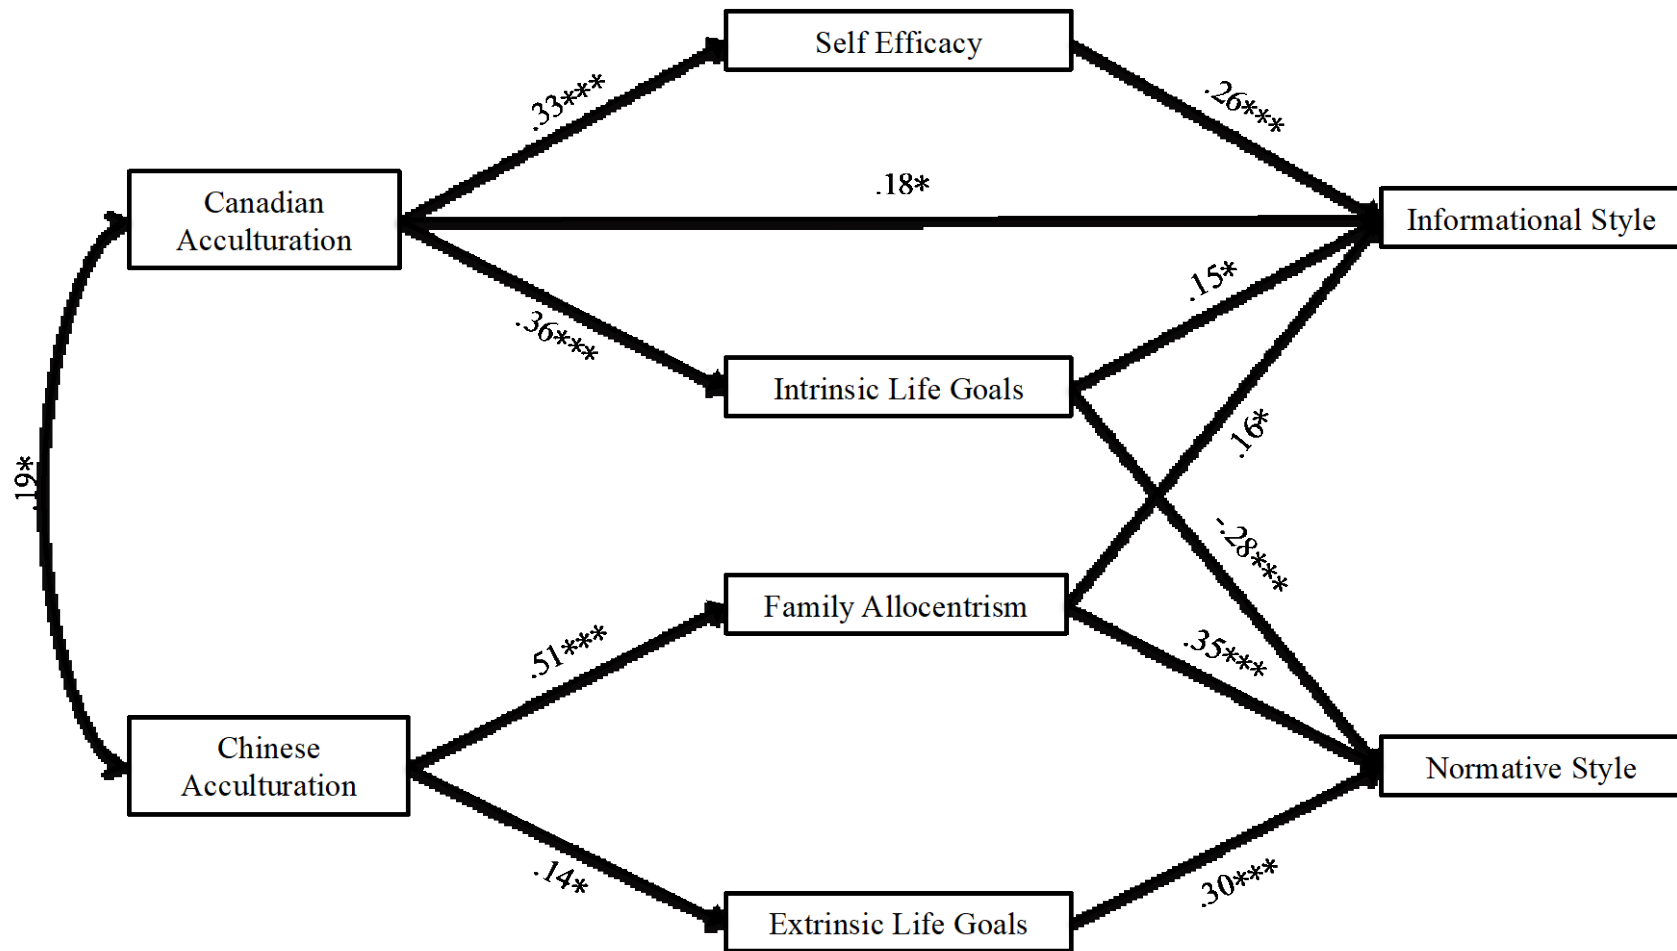 Self Efficacy
.33***
.26***
Canadian
Acculturation
.18*
Informational Style
.15*
.36***
Intrinsic Life Goals
.16*
.19*
-.28***
Family Allocentrism
.51***
.35***
Chinese
Acculturation
Normative Style
.14*
.30***
Extrinsic Life Goals